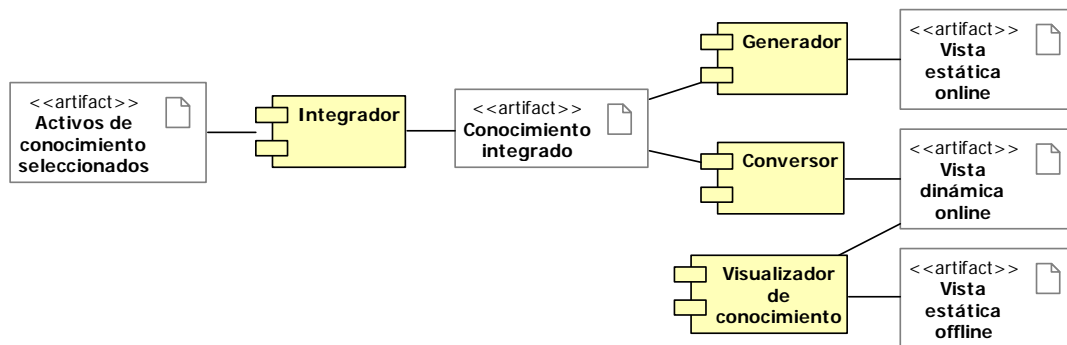 <<artifact>>
Activos de
conocimiento
seleccionados
Integrador
<<artifact>>
Conocimiento
integrado
Generador
<<artifact>>
Vista
estática
online
Conversor
<<artifact>>
Vista
dinámica
online
Visualizador
de
conocimiento
<<artifact>>
Vista
estática
offline